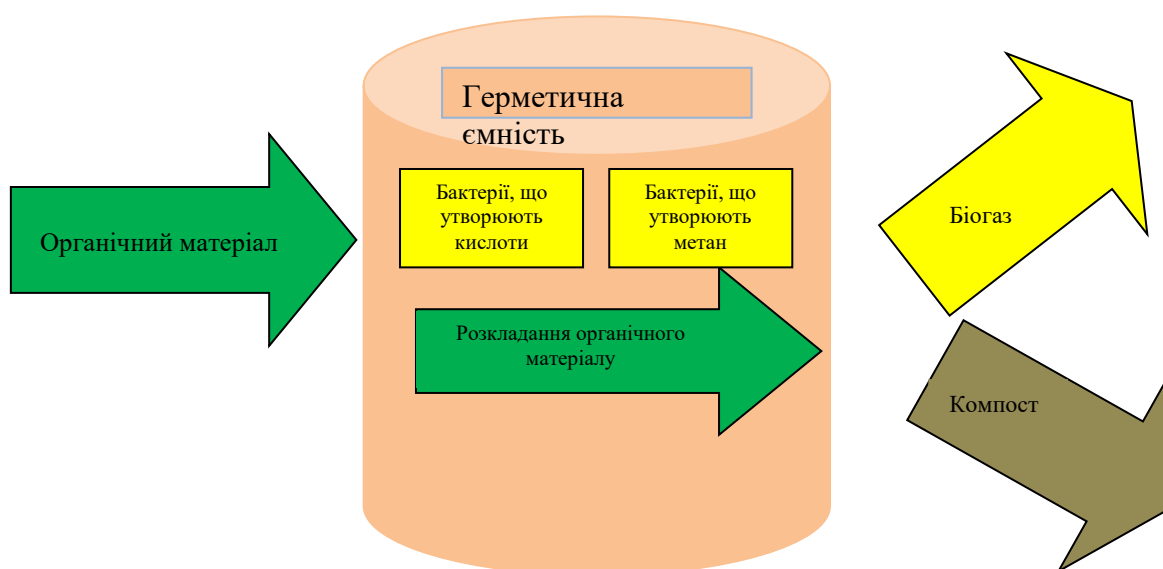 Герметична
ємність
Бактерії, що
утворюють
кислоти
Бактерії, що
утворюють
метан
Органічний матеріал
Розкладання органічного
матеріалу
Біогаз
Компост